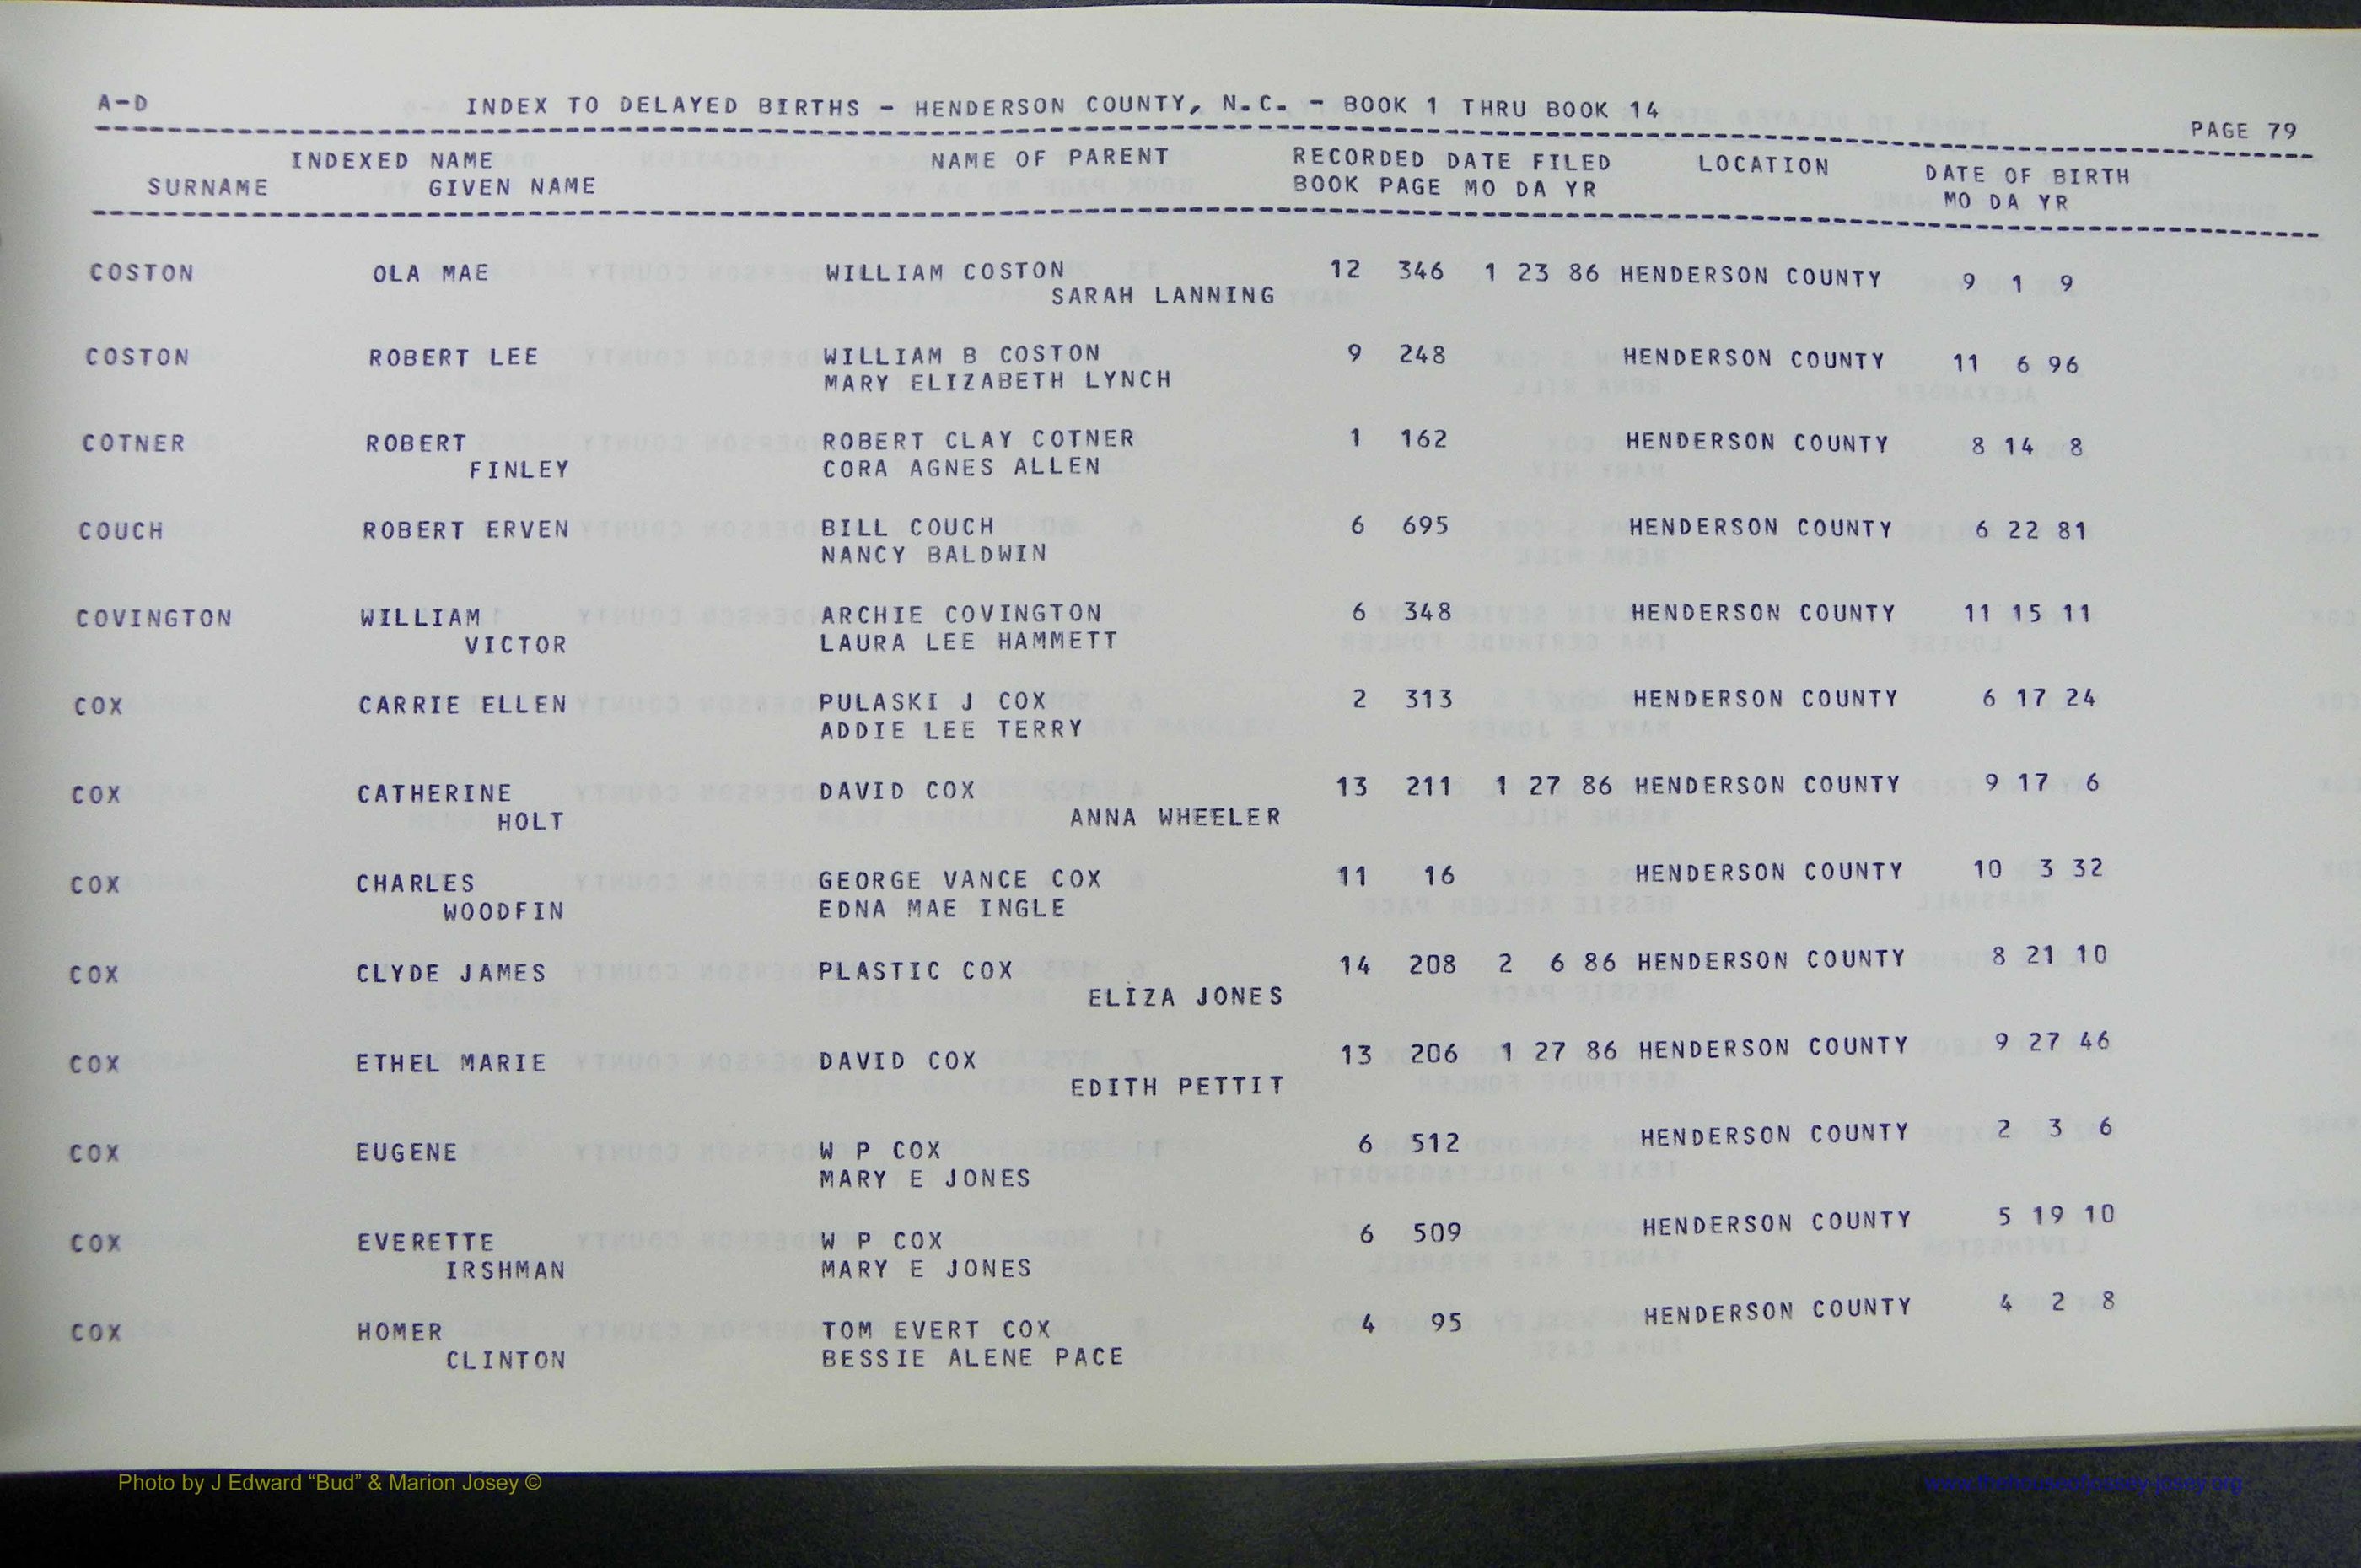 A-D INDEX TO DELAYED BIRTHS - HENDERSON COUNTY, N.C. - BOOK 1 THRU BOOK 14 PAGE 79
INDEXED NAME NAME OF PARENT RECORDED DATE FILED LOCATION DATE OF BIRTH
SURNAME GIVEN NAME BOOK PAGE MO DA YR MO DA YR
COSTON OLA MAE WILLIAM COSTON 12 346 1 23 86 HENDERSON COUNTY 9 1 9
SARAH LANNING
COSTON ROBERT LEE WILLIAM B COSTON 9 248 HENDERSON COUNTY 11 6 96
MARY ELIZABETH LYNCH
COTNER ROBERT ROBERT CLAY COTNER 1 162 HENDERSON COUNTY 8 14 8
FINLEY CORA AGNES ALLEN
COUCH ROBERT ERVEN BILL COUCH 6 695 HENDERSON COUNTY 6 22 81
NANCY BALDWIN
COVINGTON WILLIAM ARCHIE COVINGTON 6 348 HENDERSON COUNTY 11 15 11
VICTOR LAURA LEE HAMMETT
COX CARRIE ELLEN PULASKI J COX 2 313 HENDERSON COUNTY 6 17 24
ADDIE LEE TERRY
COX CATHERINE DAVID COX 13 211 1 27 86 HENDERSON COUNTY 9 17 6
HOLT ANNA WHEELER
COX CHARLES GEORGE VANCE COX 11 16 HENDERSON COUNTY 10 3 32
WOODFIN EDNA MAE INGLE
COX CLYDE JAMES PLASTIC COX 14 208 2 6 86 HENDERSON COUNTY 8 21 10
ELIZA JONES
COX ETHEL MARIE DAVID COX 13 206 1 27 86 HENDERSON COUNTY 9 27 46
EDITH PETTIT
COX EUGENE W P COX 6 512 HENDERSON COUNTY 2 3 6
MARY E JONES
COX EVERETTE W P COX 6 509 HENDERSON COUNTY 5 19 10
IRSHMAN MARY E JONES
COX HOMER TOM EVERT COX 4 95 HENDERSON COUNTY 4 2 8
CLINTON BESSIE ALENE PACE
Photo by J Edward “Bud” & Marion Josey ©